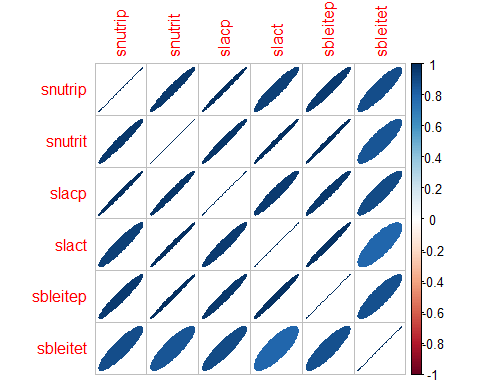 snutrip
snutrit
slacp
slact
sbleitep
sbleitet
snutrip
snutrit
slacp
slact
sbleitep
sbleitet
1
0.8
0.6
0.4
0.2
0
-0.2
-0.4
-0.6
-0.8
-1